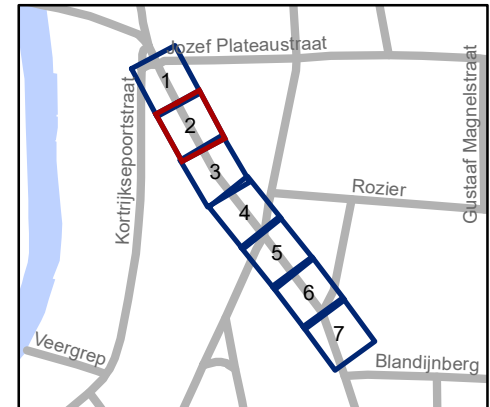 Jozef Plateaustraat
1
2
3
4
5
6
7
Kortrijksepoortstraat
Gustaaf Magnelstraat
Rozier
Veergrep
Blandijnberg